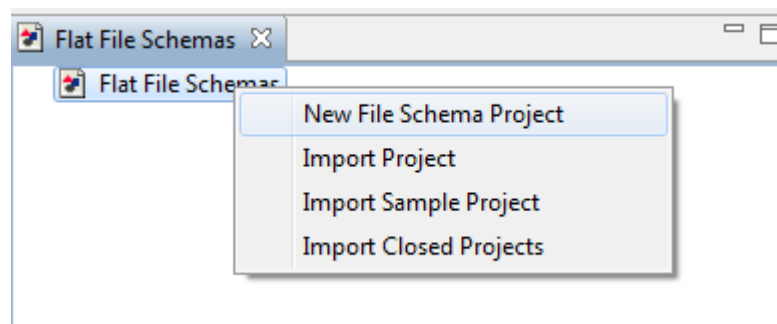 Flat File Schemas
Flat File Schemas
New File Schema Project
Import Project
Import Sample Project
Import Closed Projects